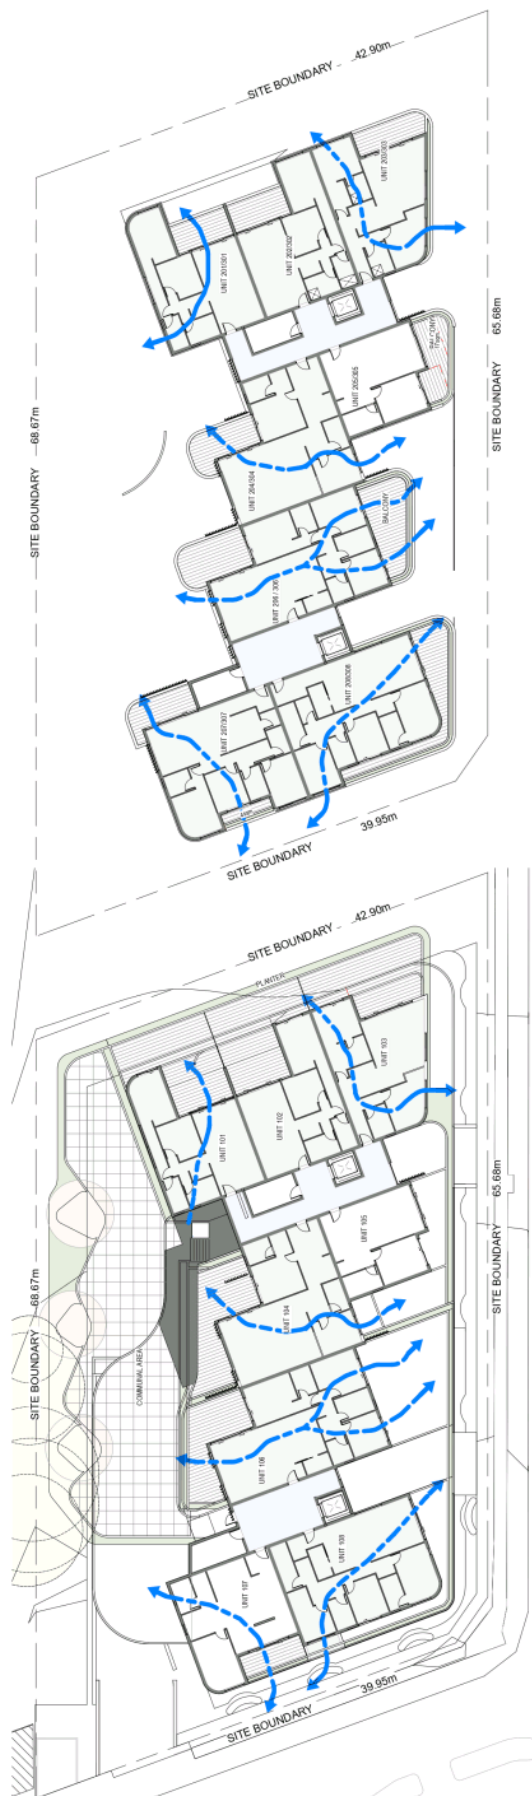 SITE BOUNDARY - 42.90m
UNIT 203/303
UNIT 202/302
UNIT 201/301
65.68m
SITE BOUNDARY
BALCONY
UNIT 205/305
68.67m
SITE BOUNDARY
UNIT 204/304
BALCONY
UNIT 206 / 306
UNIT 208/308
UNIT 207/307
39.95m
SITE BOUNDARY
SITE BOUNDARY - 42.90m
PLANTER
UNIT 103
UNIT 102
UNIT 101
65.68m
SITE BOUNDARY
UNIT 105
68.67m
SITE BOUNDARY
UNIT 104
COMMUNAL AREA
UNIT 106
UNIT 108
UNIT 107
39.95m
SITE BOUNDARY